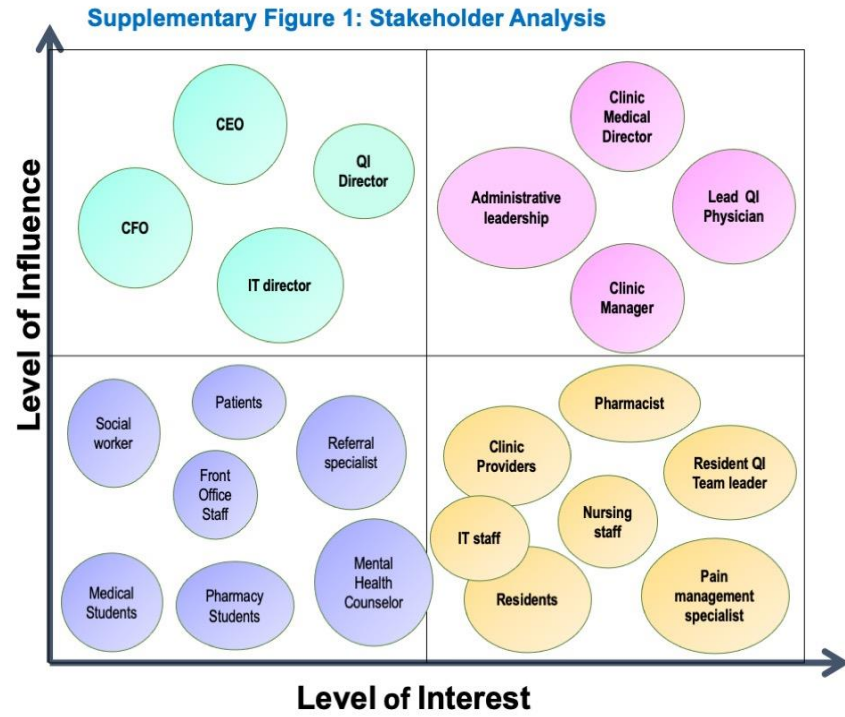 Supplementary Figure 1: Stakeholder Analysis
Level of Influence
CEO
QI
Director
CFO
IT director
Clinic
Medical
Director
Administrative
leadership
Lead QI
Physician
Clinic
Manager
Social
worker
Patients
Referral
specialist
Front
Office
Staff
Medical
Students
Pharmacy
Students
Mental
Health
Counselor
Pharmacist
Clinic
Providers
Resident QI
Team leader
IT staff
Nursing
staff
Residents
Pain
management
specialist
Level of Interest